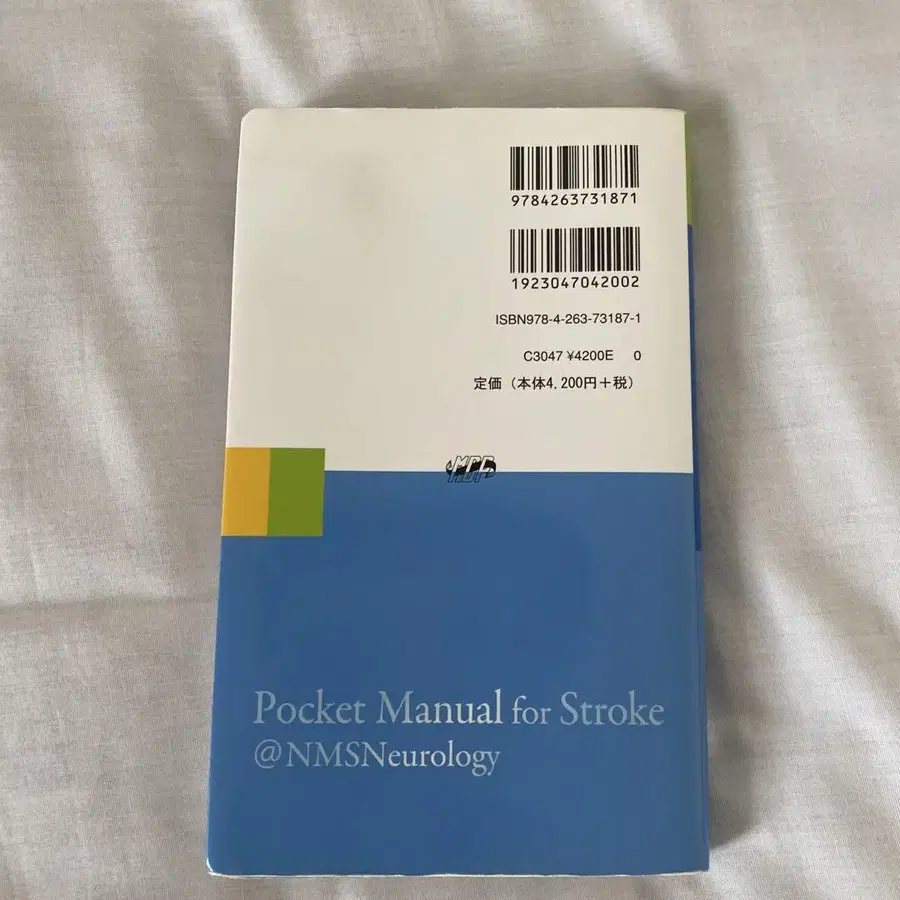 9784263731871
1923047042002
ISBN978-4-263-73187-1
C3047 ¥4200E 0
定価（本体4,200円＋税）
MCP
Pocket Manual for Stroke
@NMSNeurology